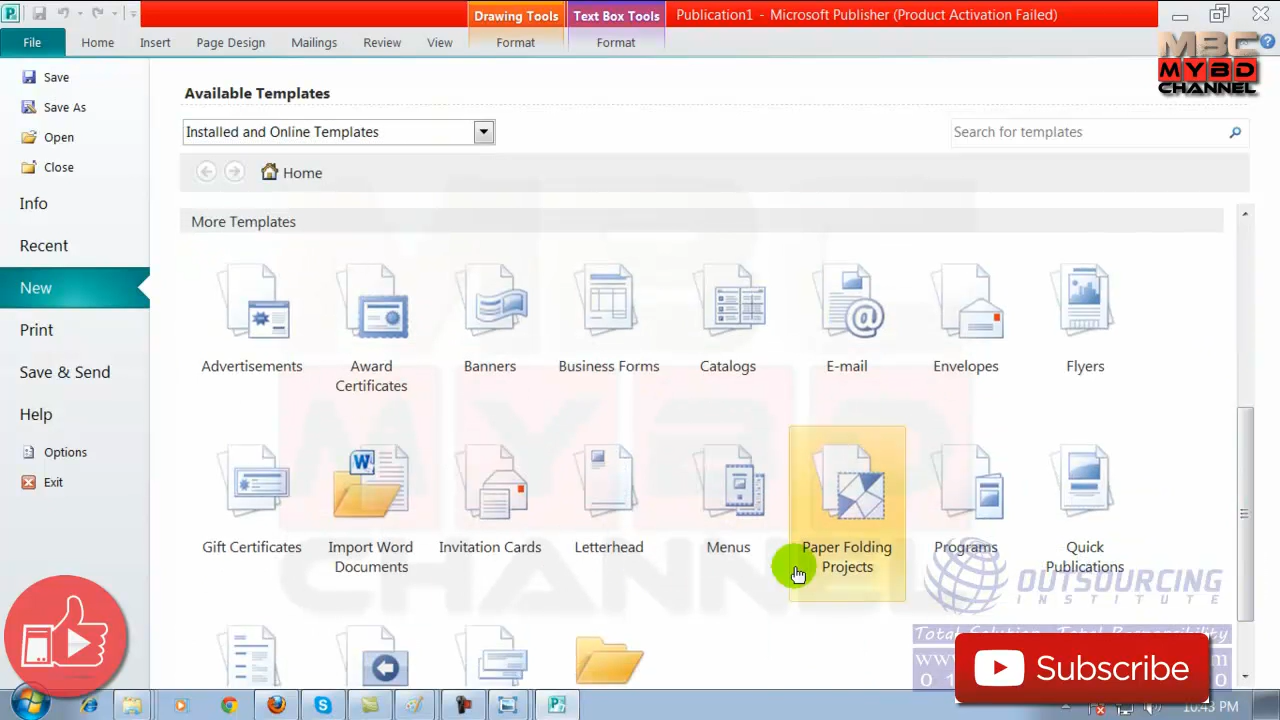 Drawing Tools
Text Box Tools
Publication1 - Microsoft Publisher (Product Activation Failed)
File
Home
Insert
Page Design
Mailings
Review
View
Format
Format
MBC
MYBD
CHANNEL
Save
Save As
Open
Close
Info
Recent
New
Print
Save & Send
Help
Options
Exit
Available Templates
Installed and Online Templates
Search for templates
Home
More Templates
Advertisements
Award
Certificates
Banners
Business Forms
Catalogs
E-mail
Envelopes
Flyers
Gift Certificates
Import Word
Documents
Invitation Cards
Letterhead
Menus
Paper Folding
Projects
Programs
Quick
Publications
MYBD
CHANNEL
OUTSOURCING
INSTITUTE
Total Solution, Total Responsibility
Subscribe
10:43 PM